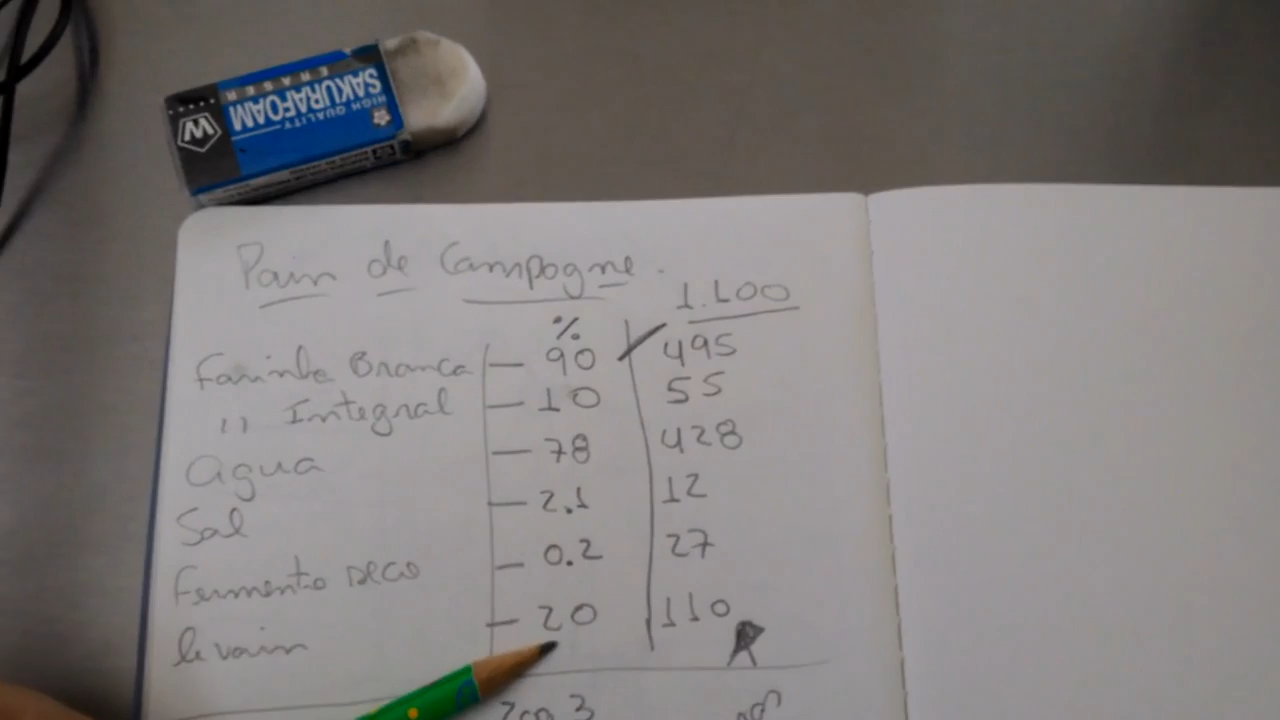 HIGH QUALITY
SAKURAFOAM
ERASER
Pain de Campogne.
1.100
%
Farinha Branca — 90 495
,, Integral — 10 55
agua — 78 428
Sal — 2.1 12
Fermento seco — 0.2 27
levain — 20 110